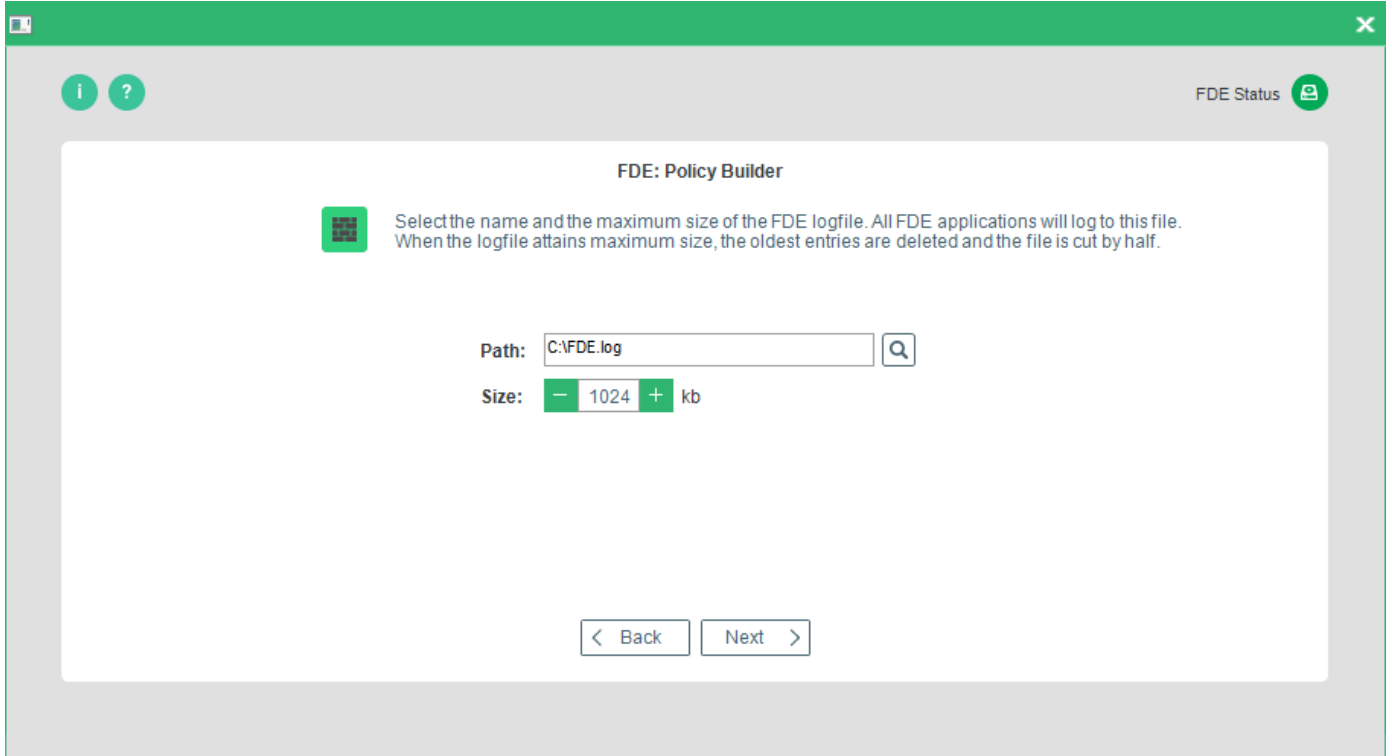 i ?
FDE Status
FDE: Policy Builder
Select the name and the maximum size of the FDE logfile. All FDE applications will log to this file.
When the logfile attains maximum size, the oldest entries are deleted and the file is cut by half.
Path: C:\FDE.log
Size: − 1024 + kb
< Back Next >